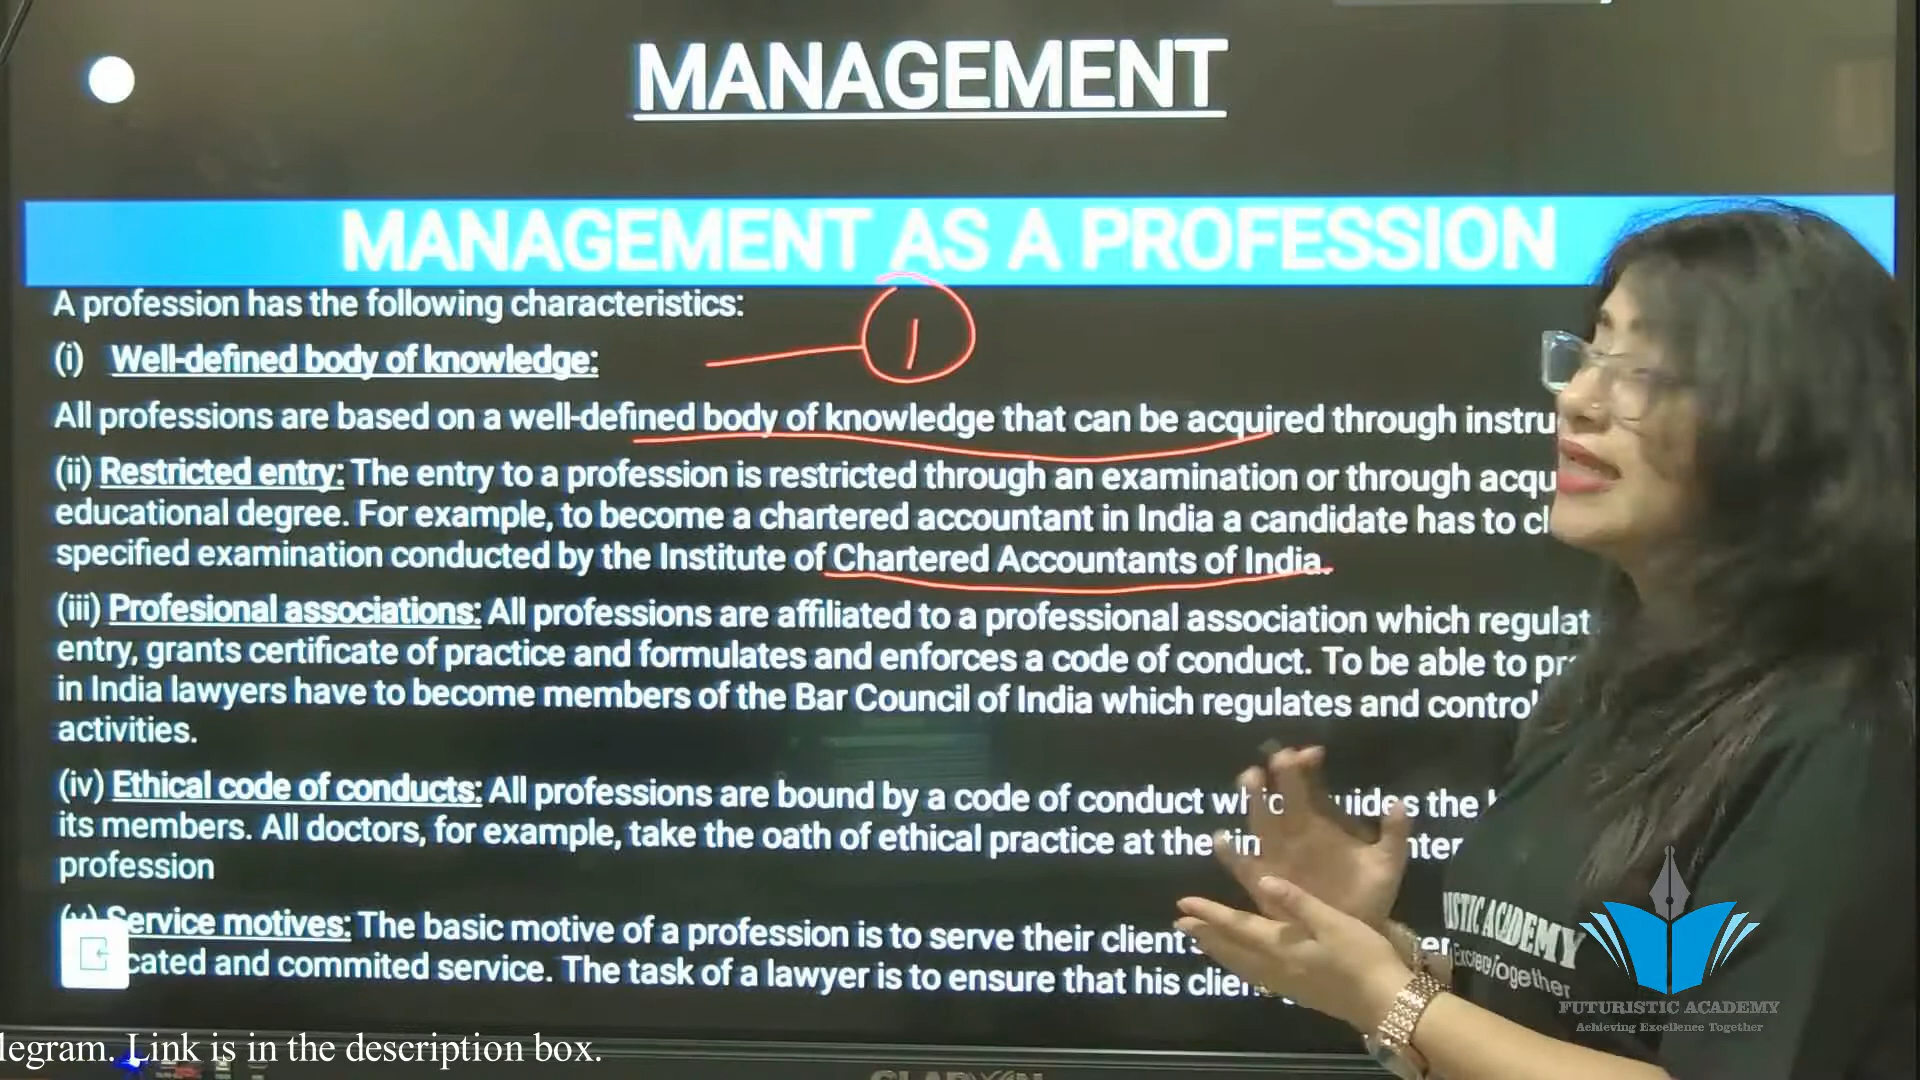 MANAGEMENT
MANAGEMENT AS A PROFESSION
A profession has the following characteristics:
1
(i) Well-defined body of knowledge:
All professions are based on a well-defined body of knowledge that can be acquired through instru
(ii) Restricted entry: The entry to a profession is restricted through an examination or through acqu
educational degree. For example, to become a chartered accountant in India a candidate has to cl
specified examination conducted by the Institute of Chartered Accountants of India.
(iii) Profesional associations: All professions are affiliated to a professional association which regulat
entry, grants certificate of practice and formulates and enforces a code of conduct. To be able to pr
in India lawyers have to become members of the Bar Council of India which regulates and control
activities.
(iv) Ethical code of conducts: All professions are bound by a code of conduct the
its members. All doctors, for example, take the oath of ethical practice at the
profession
(v) Service motives: The basic motive of a profession is to serve their client
cated and commited service. The task of a lawyer is to ensure that his clien
ISTIC ACADEMY
Together
FUTURISTIC ACADEMY
Achieving Excellence Together
legram. Link is in the description box.